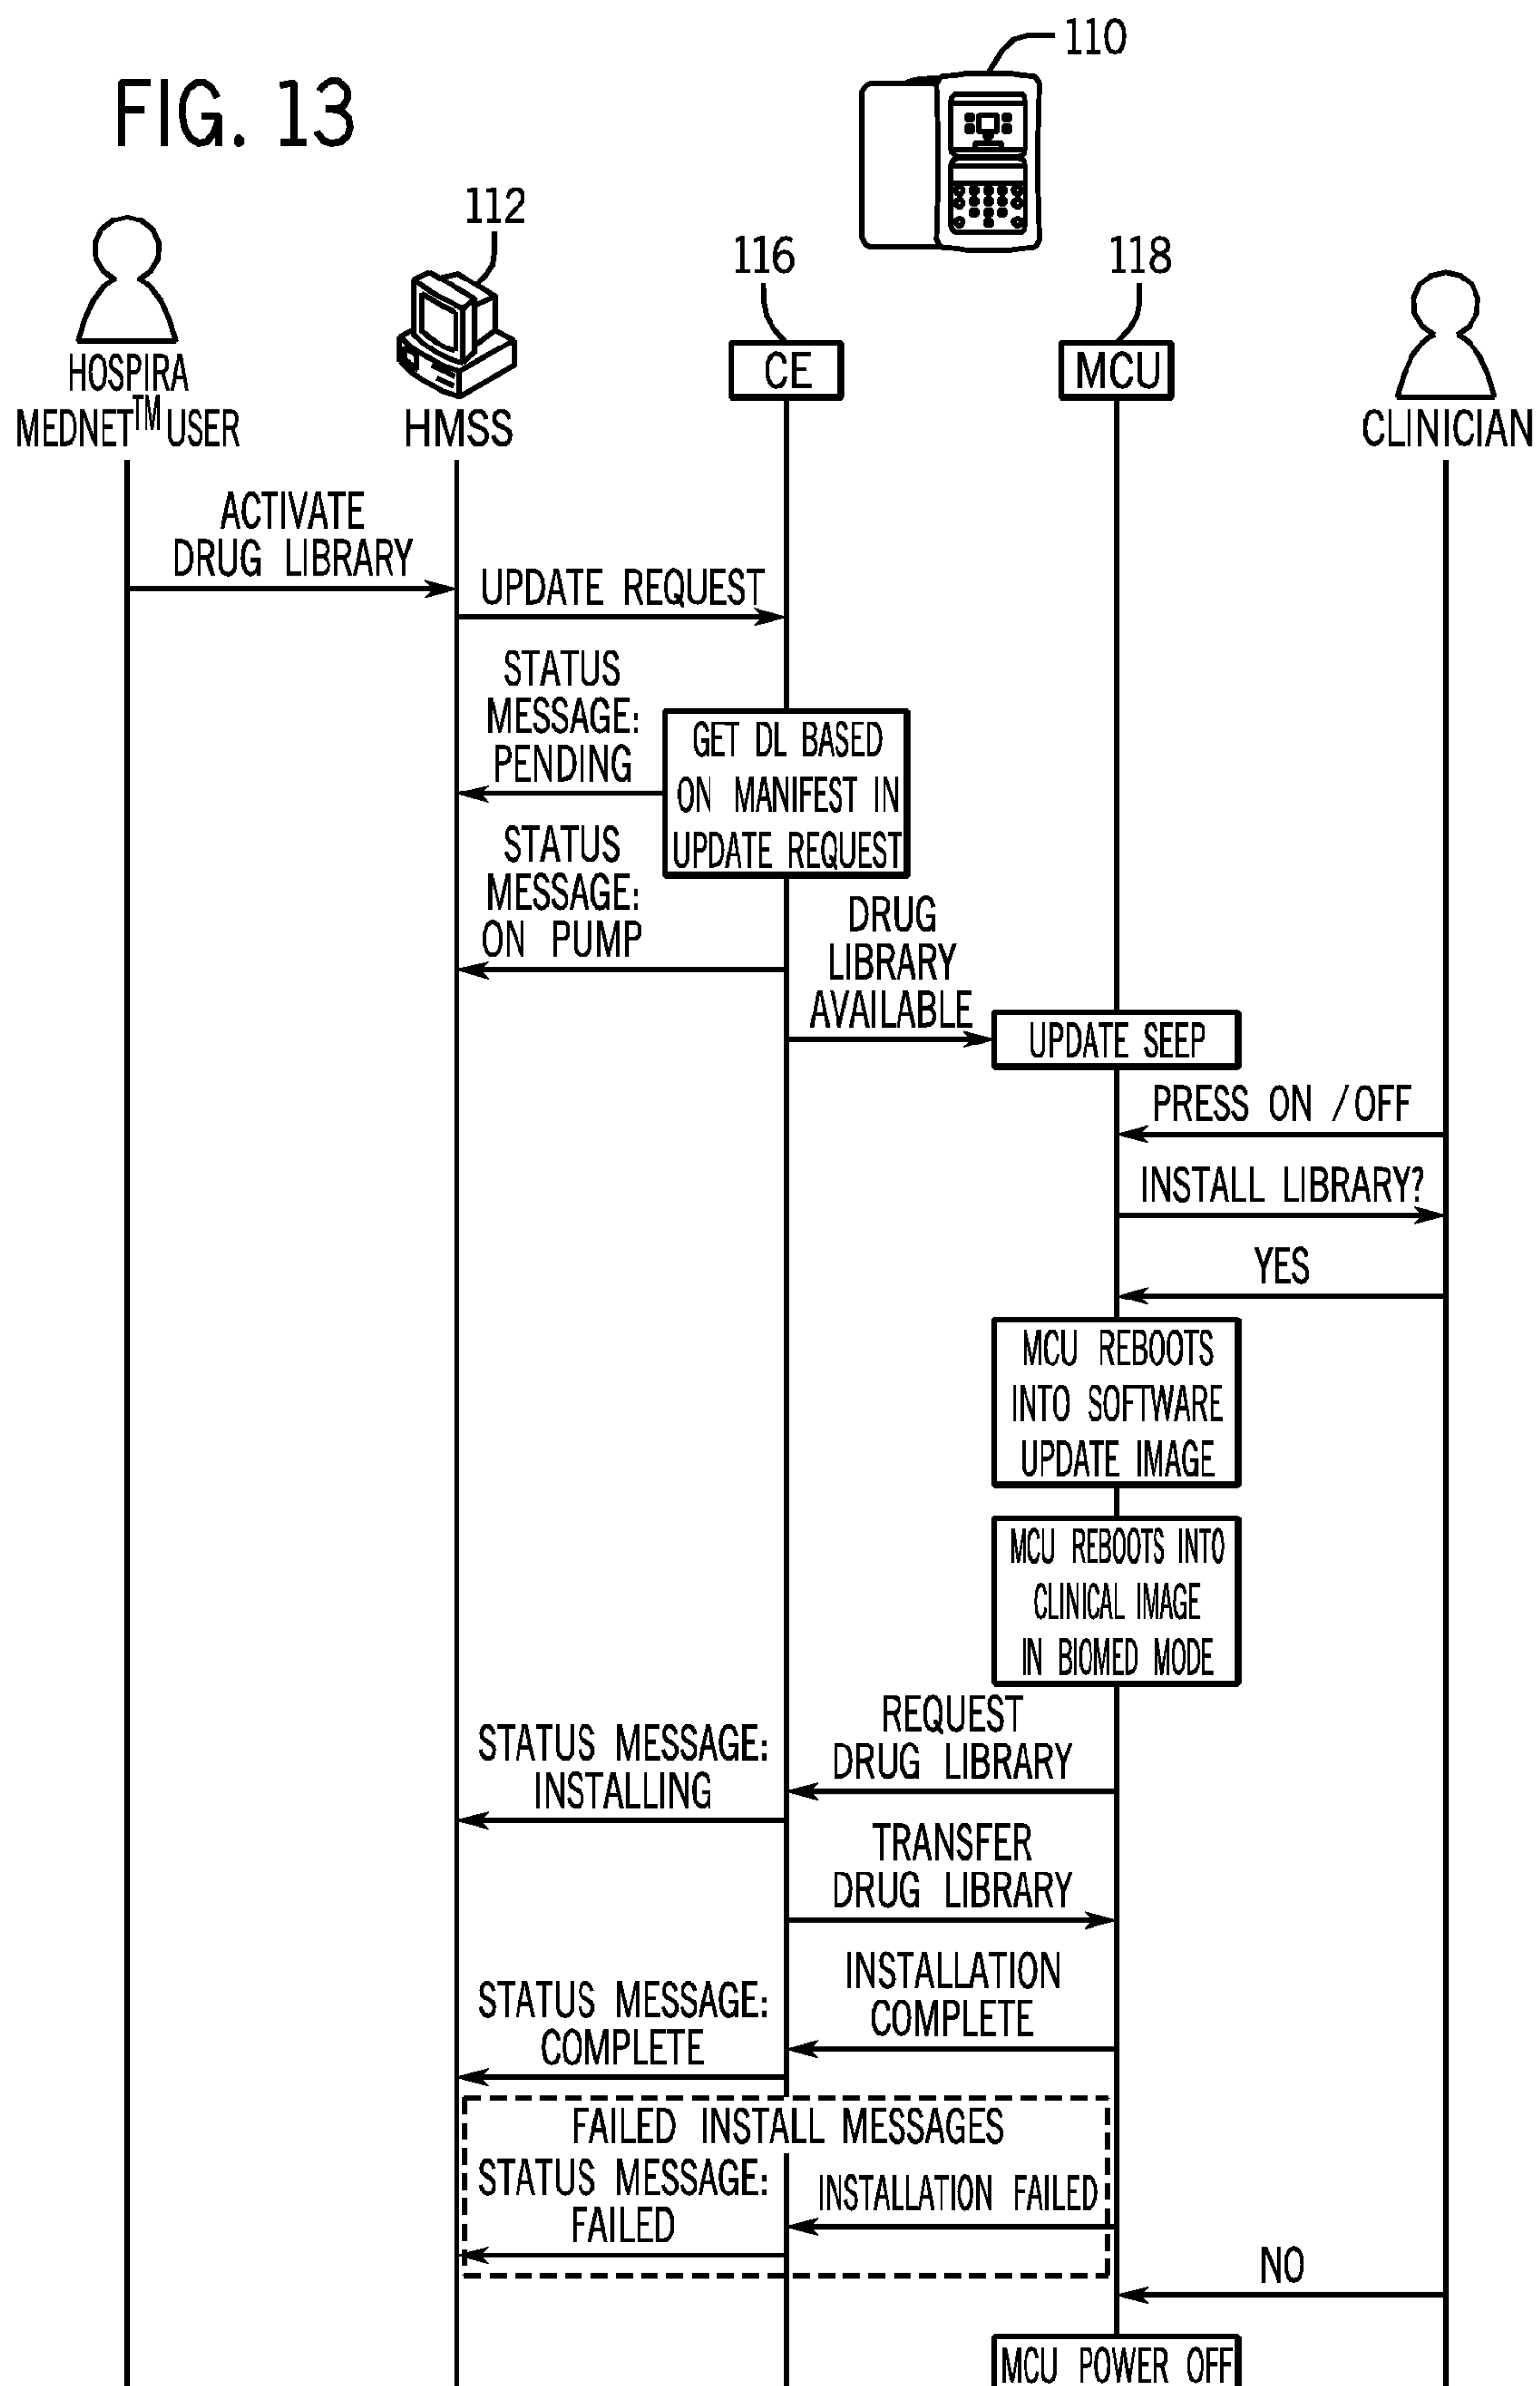 FIG. 13
110
112
116
118
HOSPIRA
MEDNET™ USER
HMSS
CE
MCU
CLINICIAN
ACTIVATE
DRUG LIBRARY
UPDATE REQUEST
STATUS
MESSAGE:
PENDING
GET DL BASED
ON MANIFEST IN
UPDATE REQUEST
STATUS
MESSAGE:
ON PUMP
DRUG
LIBRARY
AVAILABLE
UPDATE SEEP
PRESS ON /OFF
INSTALL LIBRARY?
YES
MCU REBOOTS
INTO SOFTWARE
UPDATE IMAGE
MCU REBOOTS INTO
CLINICAL IMAGE
IN BIOMED MODE
REQUEST
DRUG LIBRARY
STATUS MESSAGE:
INSTALLING
TRANSFER
DRUG LIBRARY
INSTALLATION
COMPLETE
STATUS MESSAGE:
COMPLETE
FAILED INSTALL MESSAGES
STATUS MESSAGE:
FAILED
INSTALLATION FAILED
NO
MCU POWER OFF